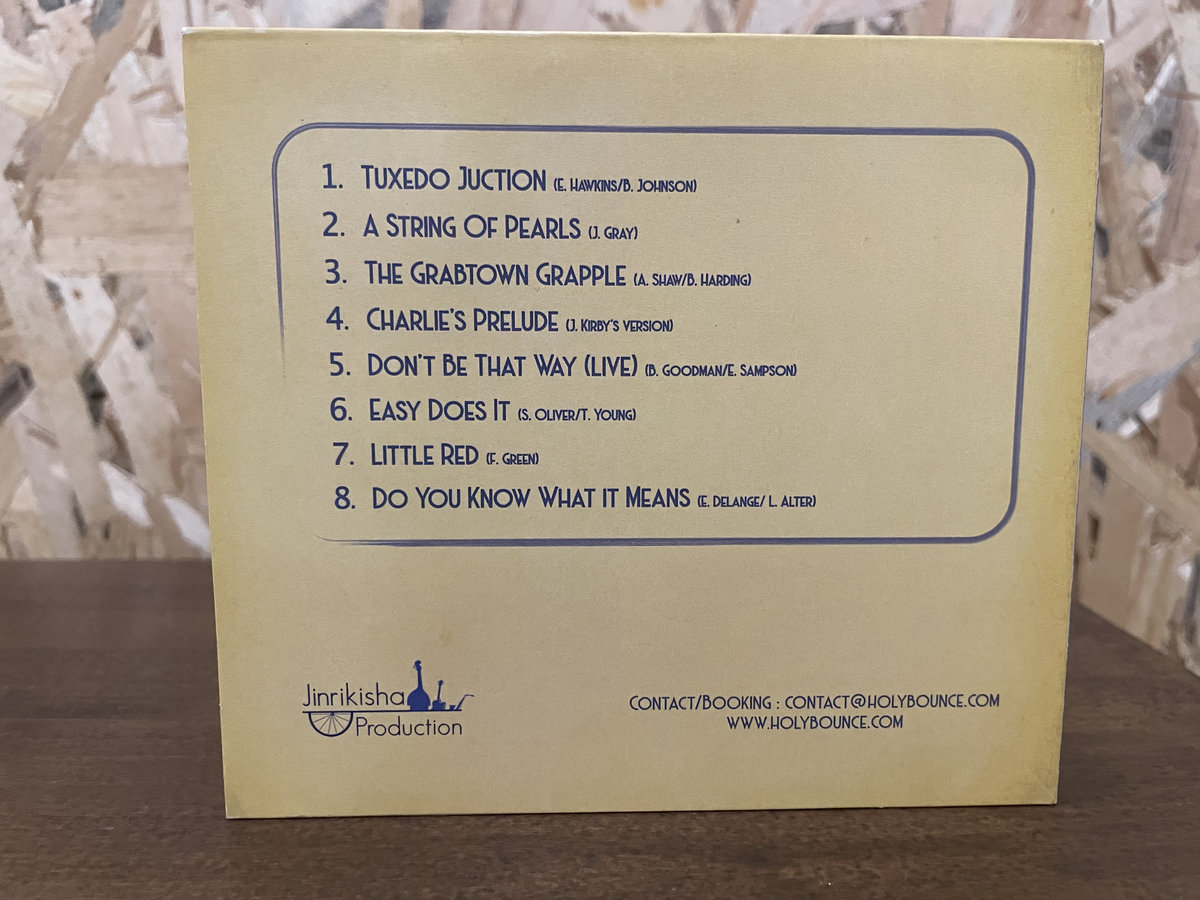 1. Tuxedo Juction (E. Hawkins/B. Johnson)
2. A String Of Pearls (J. Gray)
3. The Grabtown Grapple (A. Shaw/B. Harding)
4. Charlie's Prelude (J. Kirby's version)
5. Don't Be That Way (Live) (B. Goodman/E. Sampson)
6. Easy Does It (S. Oliver/T. Young)
7. Little Red (F. Green)
8. Do You Know What it Means (E. Delange/ L. Alter)
Jinrikisha
Production
Contact/Booking : contact@holybounce.com
www.holybounce.com